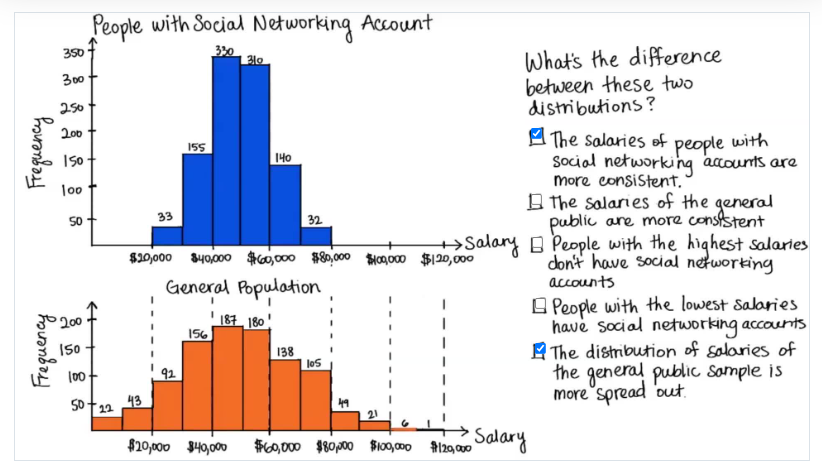 People with Social Networking Account
350
300
250
200
150
100
50
Frequency
33
155
330
310
140
32
$20,000 $40,000 $60,000 $80,000 $100,000 $120,000
Salary
General Population
200
150
100
50
Frequency
22
43
92
156
187
180
138
105
49
21
6
1
$20,000 $40,000 $60,000 $80,000 $100,000 $120,000
Salary
What's the difference
between these two
distributions?
The salaries of people with
social networking accounts are
more consistent.
The salaries of the general
public are more consistent
People with the highest salaries
don't have social networking
accounts
People with the lowest salaries
have social networking accounts
The distribution of salaries of
the general public sample is
more spread out.